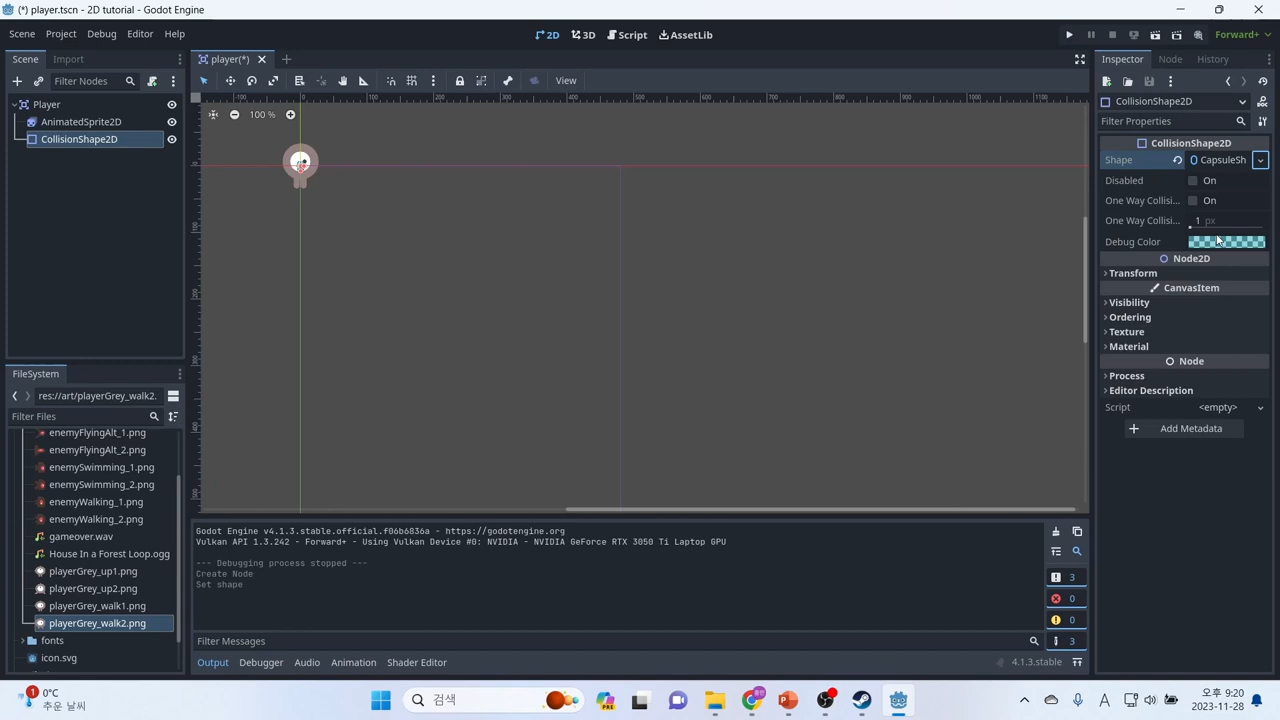 (*) player.tscn - 2D tutorial - Godot Engine
Scene Project Debug Editor Help
2D 3D Script AssetLib
Forward+
Scene Import
player(*)
Inspector Node History
Filter Nodes
View
Player
AnimatedSprite2D
CollisionShape2D
100 %
CollisionShape2D
Filter Properties
CollisionShape2D
Shape CapsuleSh
Disabled On
One Way Collisi... On
One Way Collisi... 1 px
Debug Color
Node2D
Transform
CanvasItem
Visibility
Ordering
Texture
Material
Node
Process
Editor Description
Script <empty>
Add Metadata
FileSystem
res://art/playerGrey_walk2.
Filter Files
enemyFlyingAlt_1.png
enemyFlyingAlt_2.png
enemySwimming_1.png
enemySwimming_2.png
enemyWalking_1.png
enemyWalking_2.png
gameover.wav
House In a Forest Loop.ogg
playerGrey_up1.png
playerGrey_up2.png
playerGrey_walk1.png
playerGrey_walk2.png
fonts
icon.svg
Godot Engine v4.1.3.stable.official.f06b6836a - https://godotengine.org
Vulkan API 1.3.242 - Forward+ - Using Vulkan Device #0: NVIDIA - NVIDIA GeForce RTX 3050 Ti Laptop GPU
--- Debugging process stopped ---
Create Node
Set shape
3
0
0
3
Filter Messages
Output Debugger Audio Animation Shader Editor
4.1.3.stable
1
0°C
추운 날씨
검색
PRE
A
오후 9:20
2023-11-28